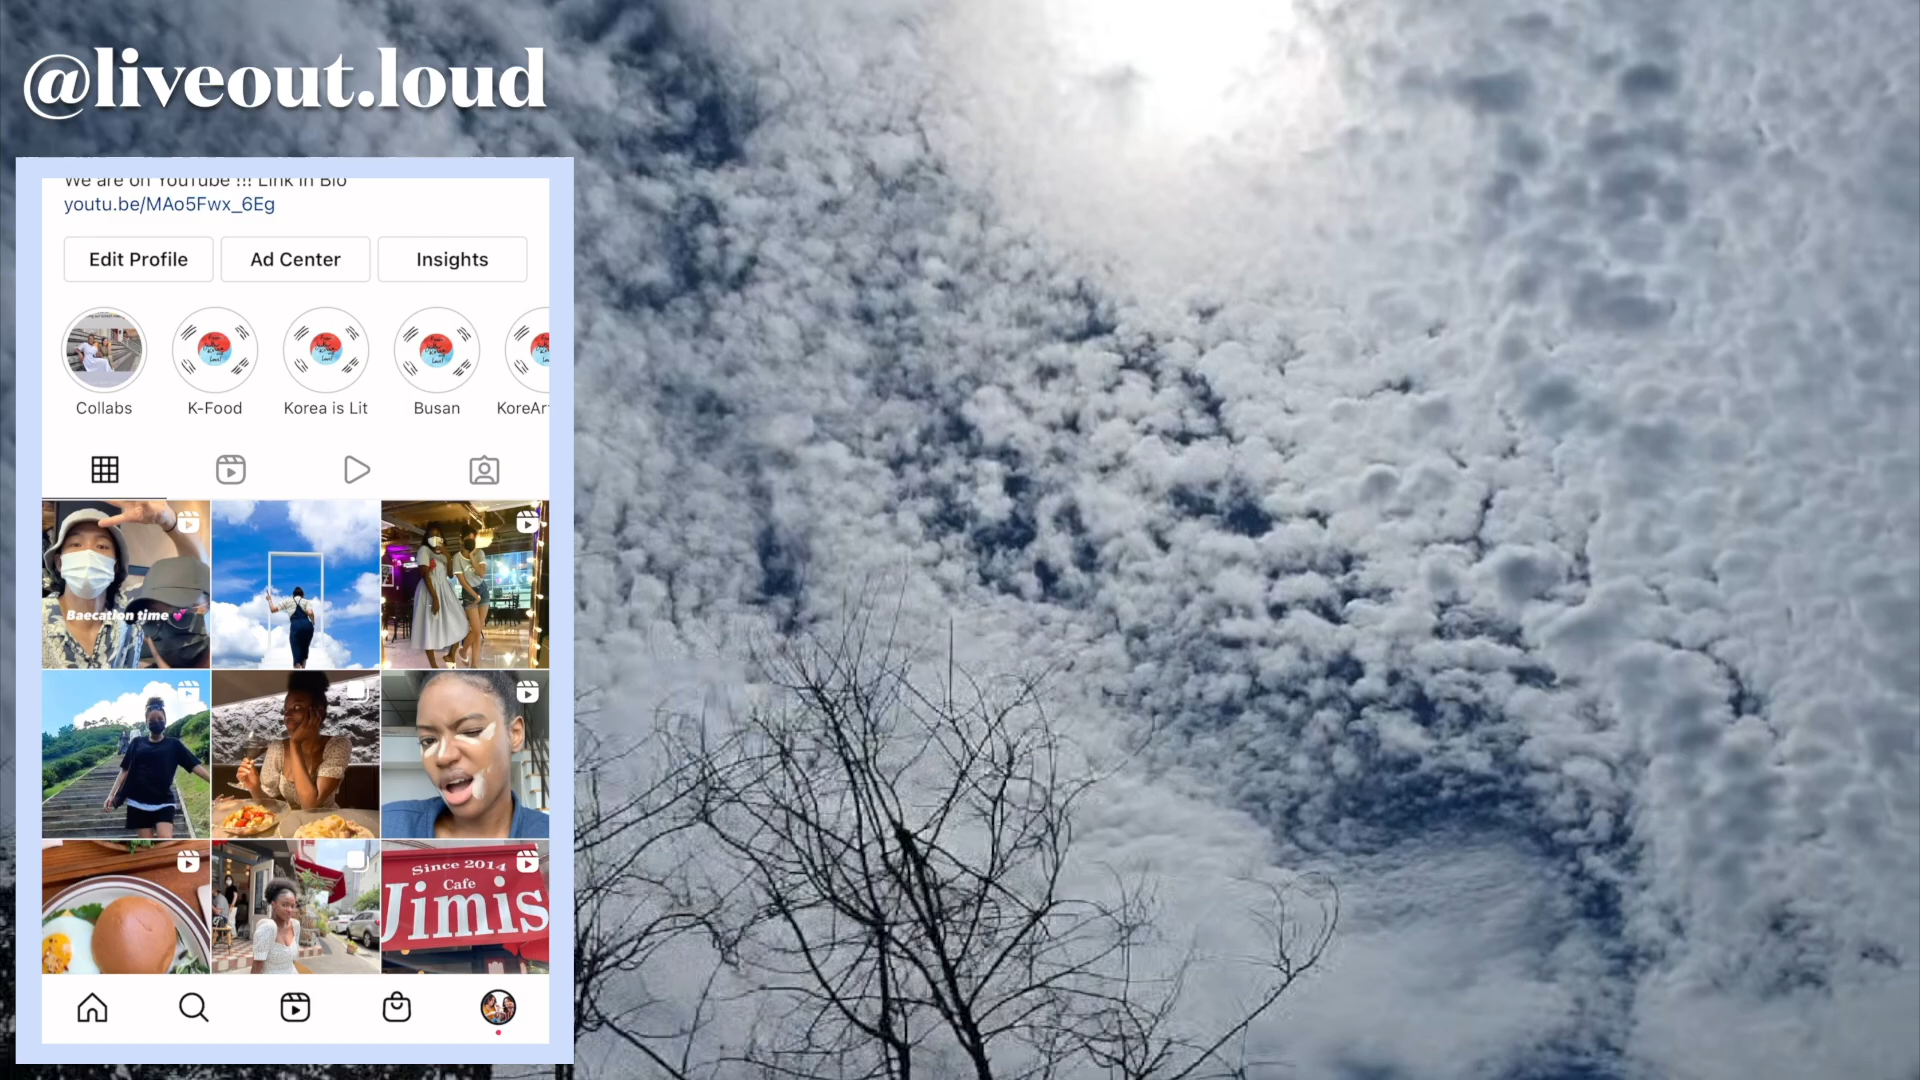 @liveout.loud
We are on YouTube !!! Link in Bio
youtu.be/MAo5Fwx_6Eg
Edit Profile
Ad Center
Insights
Collabs
K-Food
Korea is Lit
Busan
KoreAr
Baecation time 💕
Since 2014
Cafe
Jimis